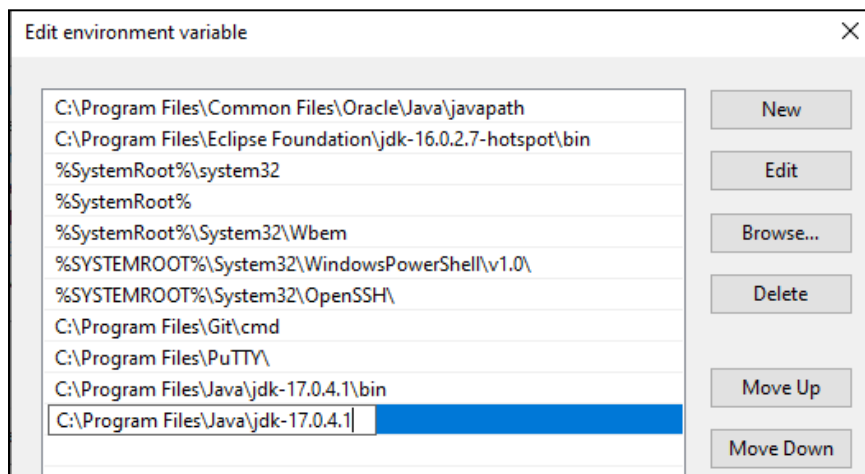 Edit environment variable
C:\Program Files\Common Files\Oracle\Java\javapath
New
C:\Program Files\Eclipse Foundation\jdk-16.0.2.7-hotspot\bin
%SystemRoot%\system32
Edit
%SystemRoot%
%SystemRoot%\System32\Wbem
Browse...
%SYSTEMROOT%\System32\WindowsPowerShell\v1.0\
%SYSTEMROOT%\System32\OpenSSH\
Delete
C:\Program Files\Git\cmd
C:\Program Files\PuTTY\
C:\Program Files\Java\jdk-17.0.4.1\bin
Move Up
C:\Program Files\Java\jdk-17.0.4.1
Move Down